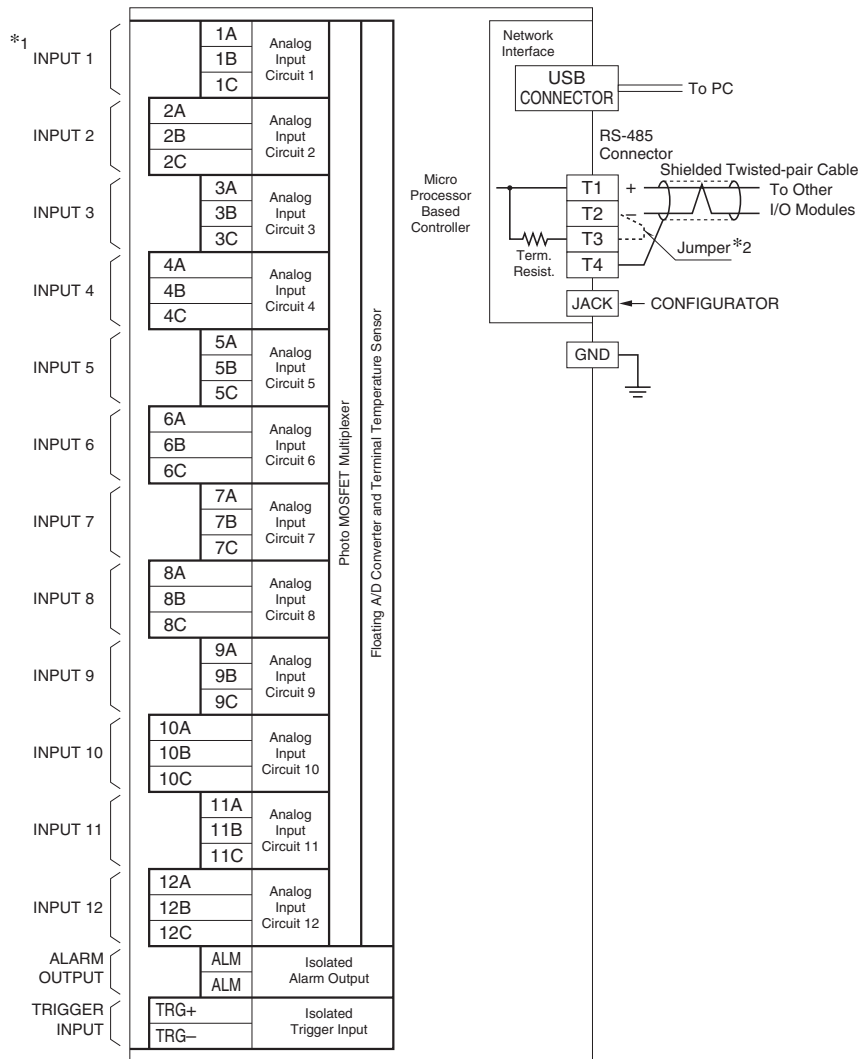 *1
INPUT 1
1A
1B
1C
Analog
Input
Circuit 1
INPUT 2
2A
2B
2C
Analog
Input
Circuit 2
INPUT 3
3A
3B
3C
Analog
Input
Circuit 3
INPUT 4
4A
4B
4C
Analog
Input
Circuit 4
INPUT 5
5A
5B
5C
Analog
Input
Circuit 5
INPUT 6
6A
6B
6C
Analog
Input
Circuit 6
INPUT 7
7A
7B
7C
Analog
Input
Circuit 7
INPUT 8
8A
8B
8C
Analog
Input
Circuit 8
INPUT 9
9A
9B
9C
Analog
Input
Circuit 9
INPUT 10
10A
10B
10C
Analog
Input
Circuit 10
INPUT 11
11A
11B
11C
Analog
Input
Circuit 11
INPUT 12
12A
12B
12C
Analog
Input
Circuit 12
ALARM
OUTPUT
ALM
ALM
Isolated
Alarm Output
TRIGGER
INPUT
TRG+
TRG–
Isolated
Trigger Input
Photo MOSFET Multiplexer
Floating A/D Converter and Terminal Temperature Sensor
Micro
Processor
Based
Controller
Network
Interface
USB
CONNECTOR
To PC
RS-485
Connector
Shielded Twisted-pair Cable
T1
+
To Other
I/O Modules
T2
–
T3
Term.
Resist.
Jumper*2
T4
JACK
CONFIGURATOR
GND